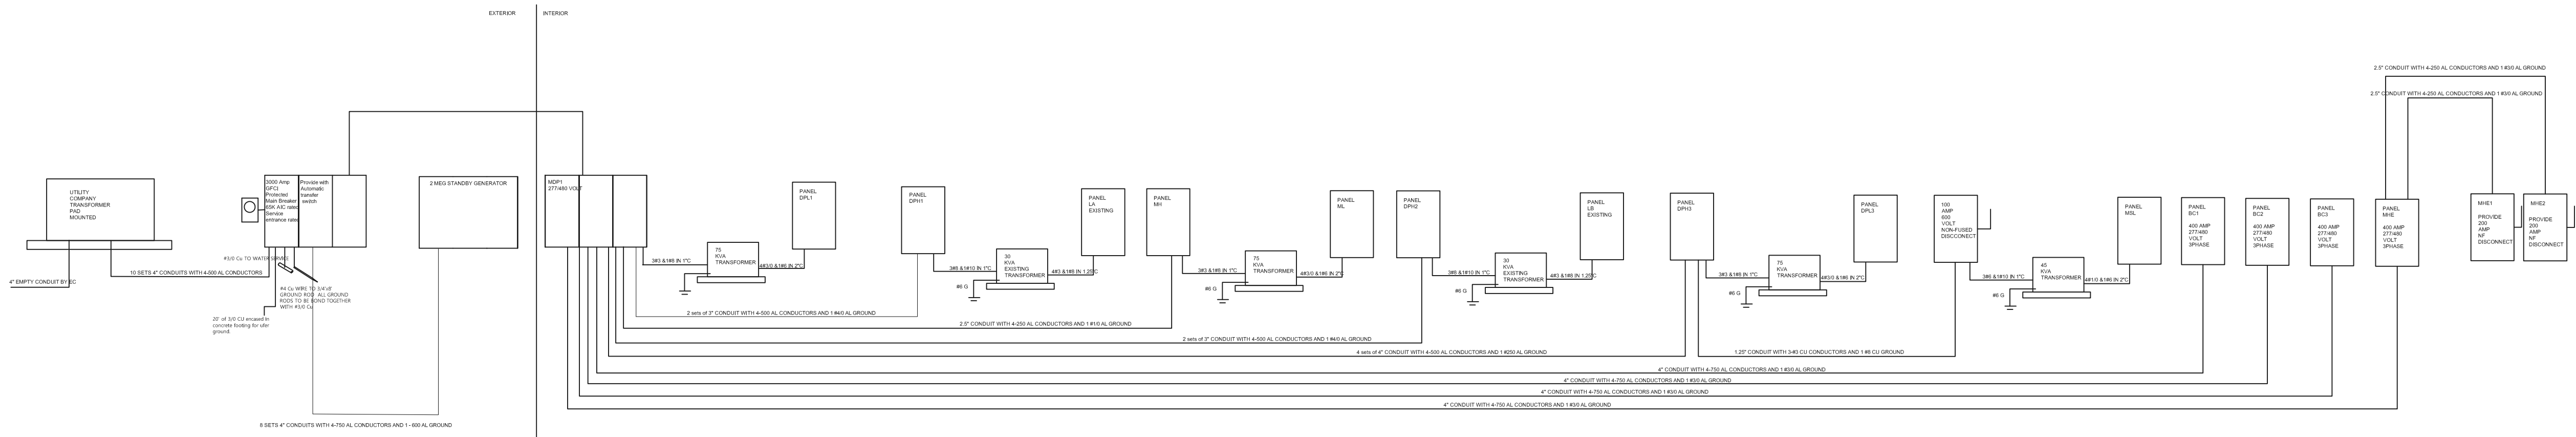 EXTERIOR
INTERIOR
2.5" CONDUIT WITH 4-250 AL CONDUCTORS AND 1 #3/0 AL GROUND
2.5" CONDUIT WITH 4-250 AL CONDUCTORS AND 1 #3/0 AL GROUND
UTILITY
COMPANY
TRANSFORMER
PAD
MOUNTED
4" EMPTY CONDUIT BY EC
10 SETS 4" CONDUITS WITH 4-500 AL CONDUCTORS
3000 Amp
GFCI
Protected
Main Breaker
65K AIC rated
Service
entrance rated
Provide with
Automatic
transfer
switch
#3/0 Cu TO WATER SERVICE
#4 Cu WIRE TO 3/4'x8'
GROUND ROD ALL GROUND
RODS TO BE BOND TOGETHER
WITH #3/0 Cu
20' of 3/0 CU encased in
concrete footing for ufer
ground.
8 SETS 4" CONDUITS WITH 4-750 AL CONDUCTORS AND 1 - 600 AL GROUND
2 MEG STANDBY GENERATOR
MDP1
277/480 VOLT
3#3 &1#8 IN 1"C
75
KVA
TRANSFORMER
4#3/0 &1#6 IN 2"C
PANEL
DPL1
PANEL
DPH1
3#8 &1#10 IN 1"C
#6 G
30
KVA
EXISTING
TRANSFORMER
4#3 &1#8 IN 1.25"C
PANEL
LA
EXISTING
PANEL
MH
3#3 &1#8 IN 1"C
#6 G
75
KVA
TRANSFORMER
4#3/0 &1#6 IN 2"C
PANEL
ML
PANEL
DPH2
3#8 &1#10 IN 1"C
#6 G
30
KVA
EXISTING
TRANSFORMER
4#3 &1#8 IN 1.25"C
PANEL
LB
EXISTING
PANEL
DPH3
3#3 &1#8 IN 1"C
#6 G
75
KVA
TRANSFORMER
4#3/0 &1#6 IN 2"C
PANEL
DPL3
100
AMP
600
VOLT
NON-FUSED
DISCCONECT
3#6 &1#10 IN 1"C
#6 G
45
KVA
TRANSFORMER
4#1/0 &1#6 IN 2"C
PANEL
MSL
PANEL
BC1
400 AMP
277/480
VOLT
3PHASE
PANEL
BC2
400 AMP
277/480
VOLT
3PHASE
PANEL
BC3
400 AMP
277/480
VOLT
3PHASE
PANEL
MHE
400 AMP
277/480
VOLT
3PHASE
MHE1
PROVIDE
200
AMP
NF
DISCONNECT
MHE2
PROVIDE
200
AMP
NF
DISCONNECT
2 sets of 3" CONDUIT WITH 4-500 AL CONDUCTORS AND 1 #4/0 AL GROUND
2.5" CONDUIT WITH 4-250 AL CONDUCTORS AND 1 #1/0 AL GROUND
2 sets of 3" CONDUIT WITH 4-500 AL CONDUCTORS AND 1 #4/0 AL GROUND
4 sets of 4" CONDUIT WITH 4-500 AL CONDUCTORS AND 1 #250 AL GROUND
1.25" CONDUIT WITH 3-#3 CU CONDUCTORS AND 1 #8 CU GROUND
4" CONDUIT WITH 4-750 AL CONDUCTORS AND 1 #3/0 AL GROUND
4" CONDUIT WITH 4-750 AL CONDUCTORS AND 1 #3/0 AL GROUND
4" CONDUIT WITH 4-750 AL CONDUCTORS AND 1 #3/0 AL GROUND
4" CONDUIT WITH 4-750 AL CONDUCTORS AND 1 #3/0 AL GROUND